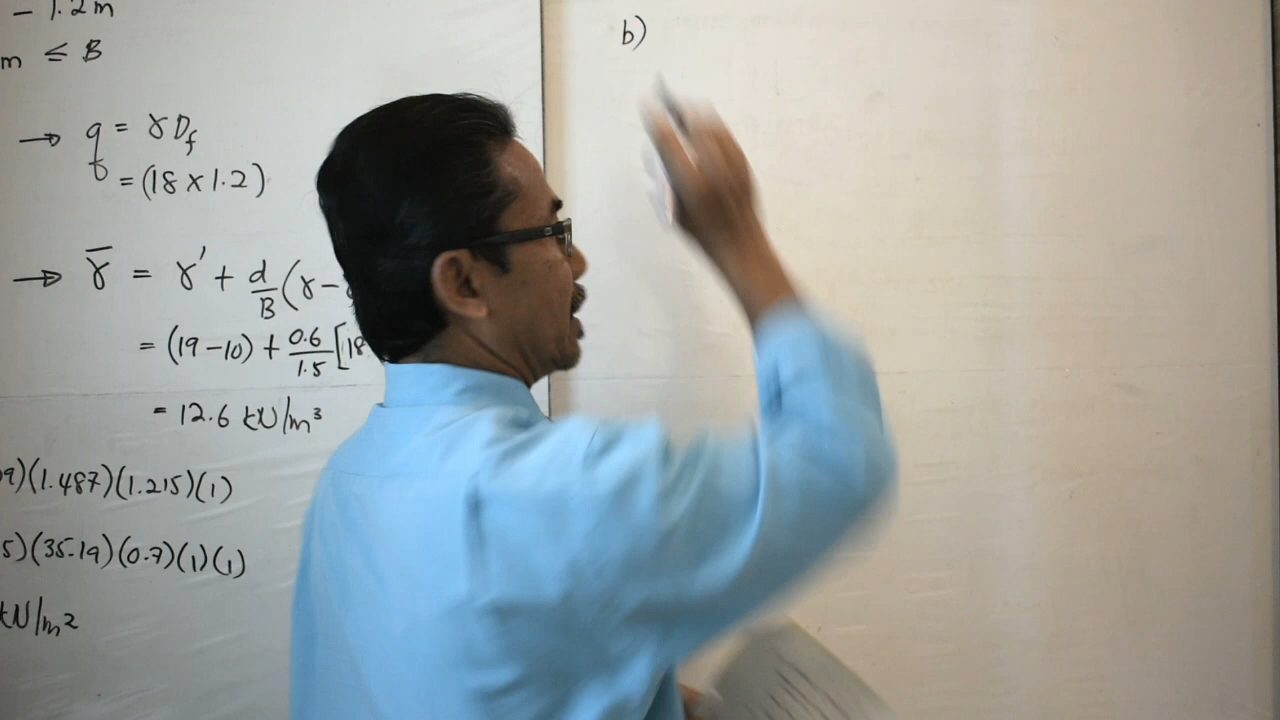 - 1.2m
m ≤ B
→ q = γD_f
= (18 x 1.2)
→ γ̅ = γ' + d/B (γ -
= (19-10) + 0.6/1.5 [18
= 12.6 kN/m³
9)(1.487)(1.215)(1)
5)(35.19)(0.7)(1)(1)
kN/m²
b)